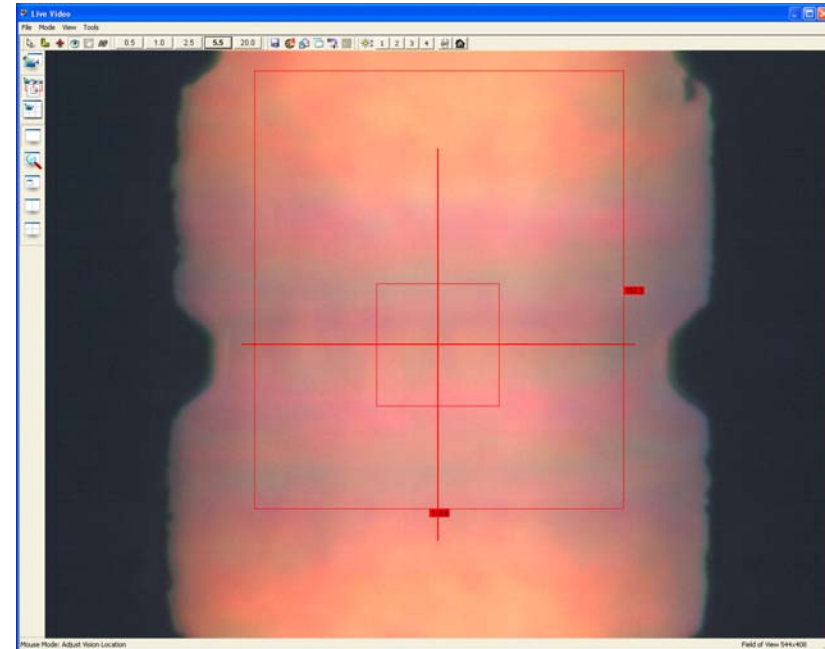 Live Video
File Mode View Tools
0.5 1.0 2.5 5.5 20.0 1 2 3 4
Mouse Mode: Adjust Vision Location
Field of View 544x408